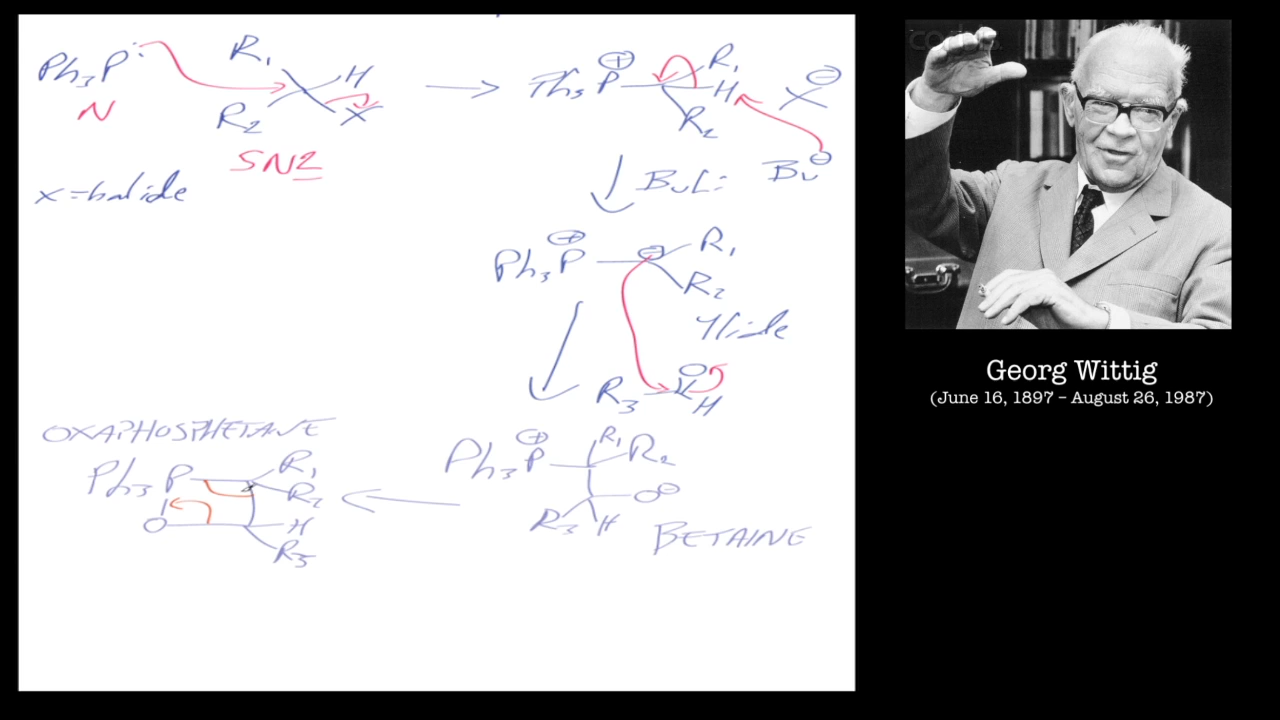 Ph3P: R1 H
N R2 X
SN2
x = halide
Ph3P ⊕ R1 H X ⊖
R2
BuLi Bu ⊖
Ph3P ⊕ ⊖ R1
R2
Ylide
R3 O H
OXAPHOSPHETANE
Ph3P R1
R2
O H
R3
Ph3P ⊕ R1 R2
O ⊖
R3 H
BETAINE
corbis
Georg Wittig
(June 16, 1897 – August 26, 1987)